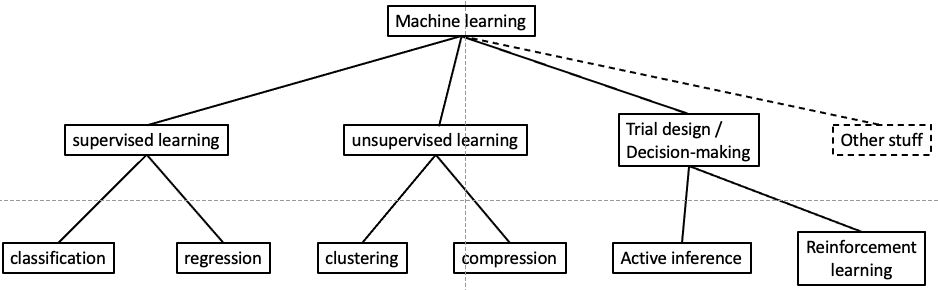 Machine learning
supervised learning
unsupervised learning
Trial design /
Decision-making
Other stuff
classification
regression
clustering
compression
Active inference
Reinforcement
learning